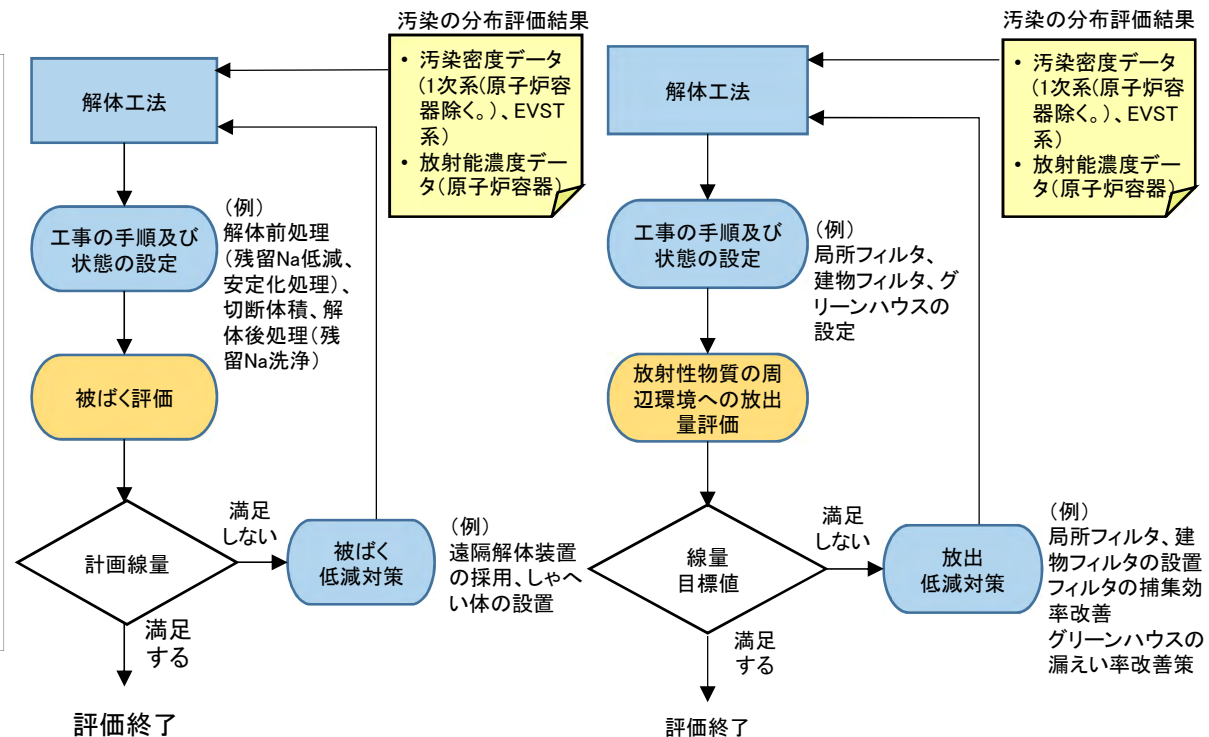 汚染の分布評価結果
・ 汚染密度データ
(1次系(原子炉容
器除く。)、EVST
系)
・ 放射能濃度デー
タ(原子炉容器)
解体工法
工事の手順及び
状態の設定
(例)
解体前処理
(残留Na低減、
安定化処理)、
切断体積、解
体後処理(残
留Na洗浄)
被ばく評価
計画線量
満足
しない
被ばく
低減対策
(例)
遠隔解体装置
の採用、しゃへ
い体の設置
満足
する
評価終了
汚染の分布評価結果
・ 汚染密度データ
(1次系(原子炉容
器除く。)、EVST
系)
・ 放射能濃度デー
タ(原子炉容器)
解体工法
工事の手順及び
状態の設定
(例)
局所フィルタ、
建物フィルタ、グ
リーンハウスの
設定
放射性物質の周
辺環境への放出
量評価
線量
目標値
満足
しない
放出
低減対策
(例)
局所フィルタ、建
物フィルタの設置
フィルタの捕集効
率改善
グリーンハウスの
漏えい率改善策
満足
する
評価終了